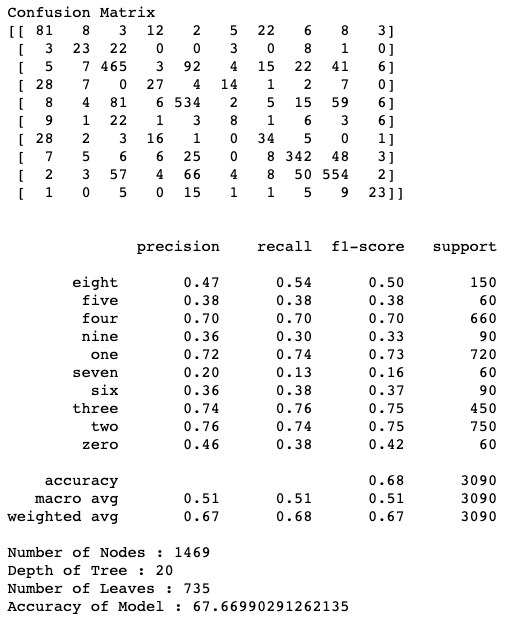 Confusion Matrix
[[ 81 8 3 12 2 5 22 6 8 3]
[ 3 23 22 0 0 3 0 8 1 0]
[ 5 7 465 3 92 4 15 22 41 6]
[ 28 7 0 27 4 14 1 2 7 0]
[ 8 4 81 6 534 2 5 15 59 6]
[ 9 1 22 1 3 8 1 6 3 6]
[ 28 2 3 16 1 0 34 5 0 1]
[ 7 5 6 6 25 0 8 342 48 3]
[ 2 3 57 4 66 4 8 50 554 2]
[ 1 0 5 0 15 1 1 5 9 23]]
precision recall f1-score support
eight 0.47 0.54 0.50 150
five 0.38 0.38 0.38 60
four 0.70 0.70 0.70 660
nine 0.36 0.30 0.33 90
one 0.72 0.74 0.73 720
seven 0.20 0.13 0.16 60
six 0.36 0.38 0.37 90
three 0.74 0.76 0.75 450
two 0.76 0.74 0.75 750
zero 0.46 0.38 0.42 60
accuracy 0.68 3090
macro avg 0.51 0.51 0.51 3090
weighted avg 0.67 0.68 0.67 3090
Number of Nodes : 1469
Depth of Tree : 20
Number of Leaves : 735
Accuracy of Model : 67.66990291262135